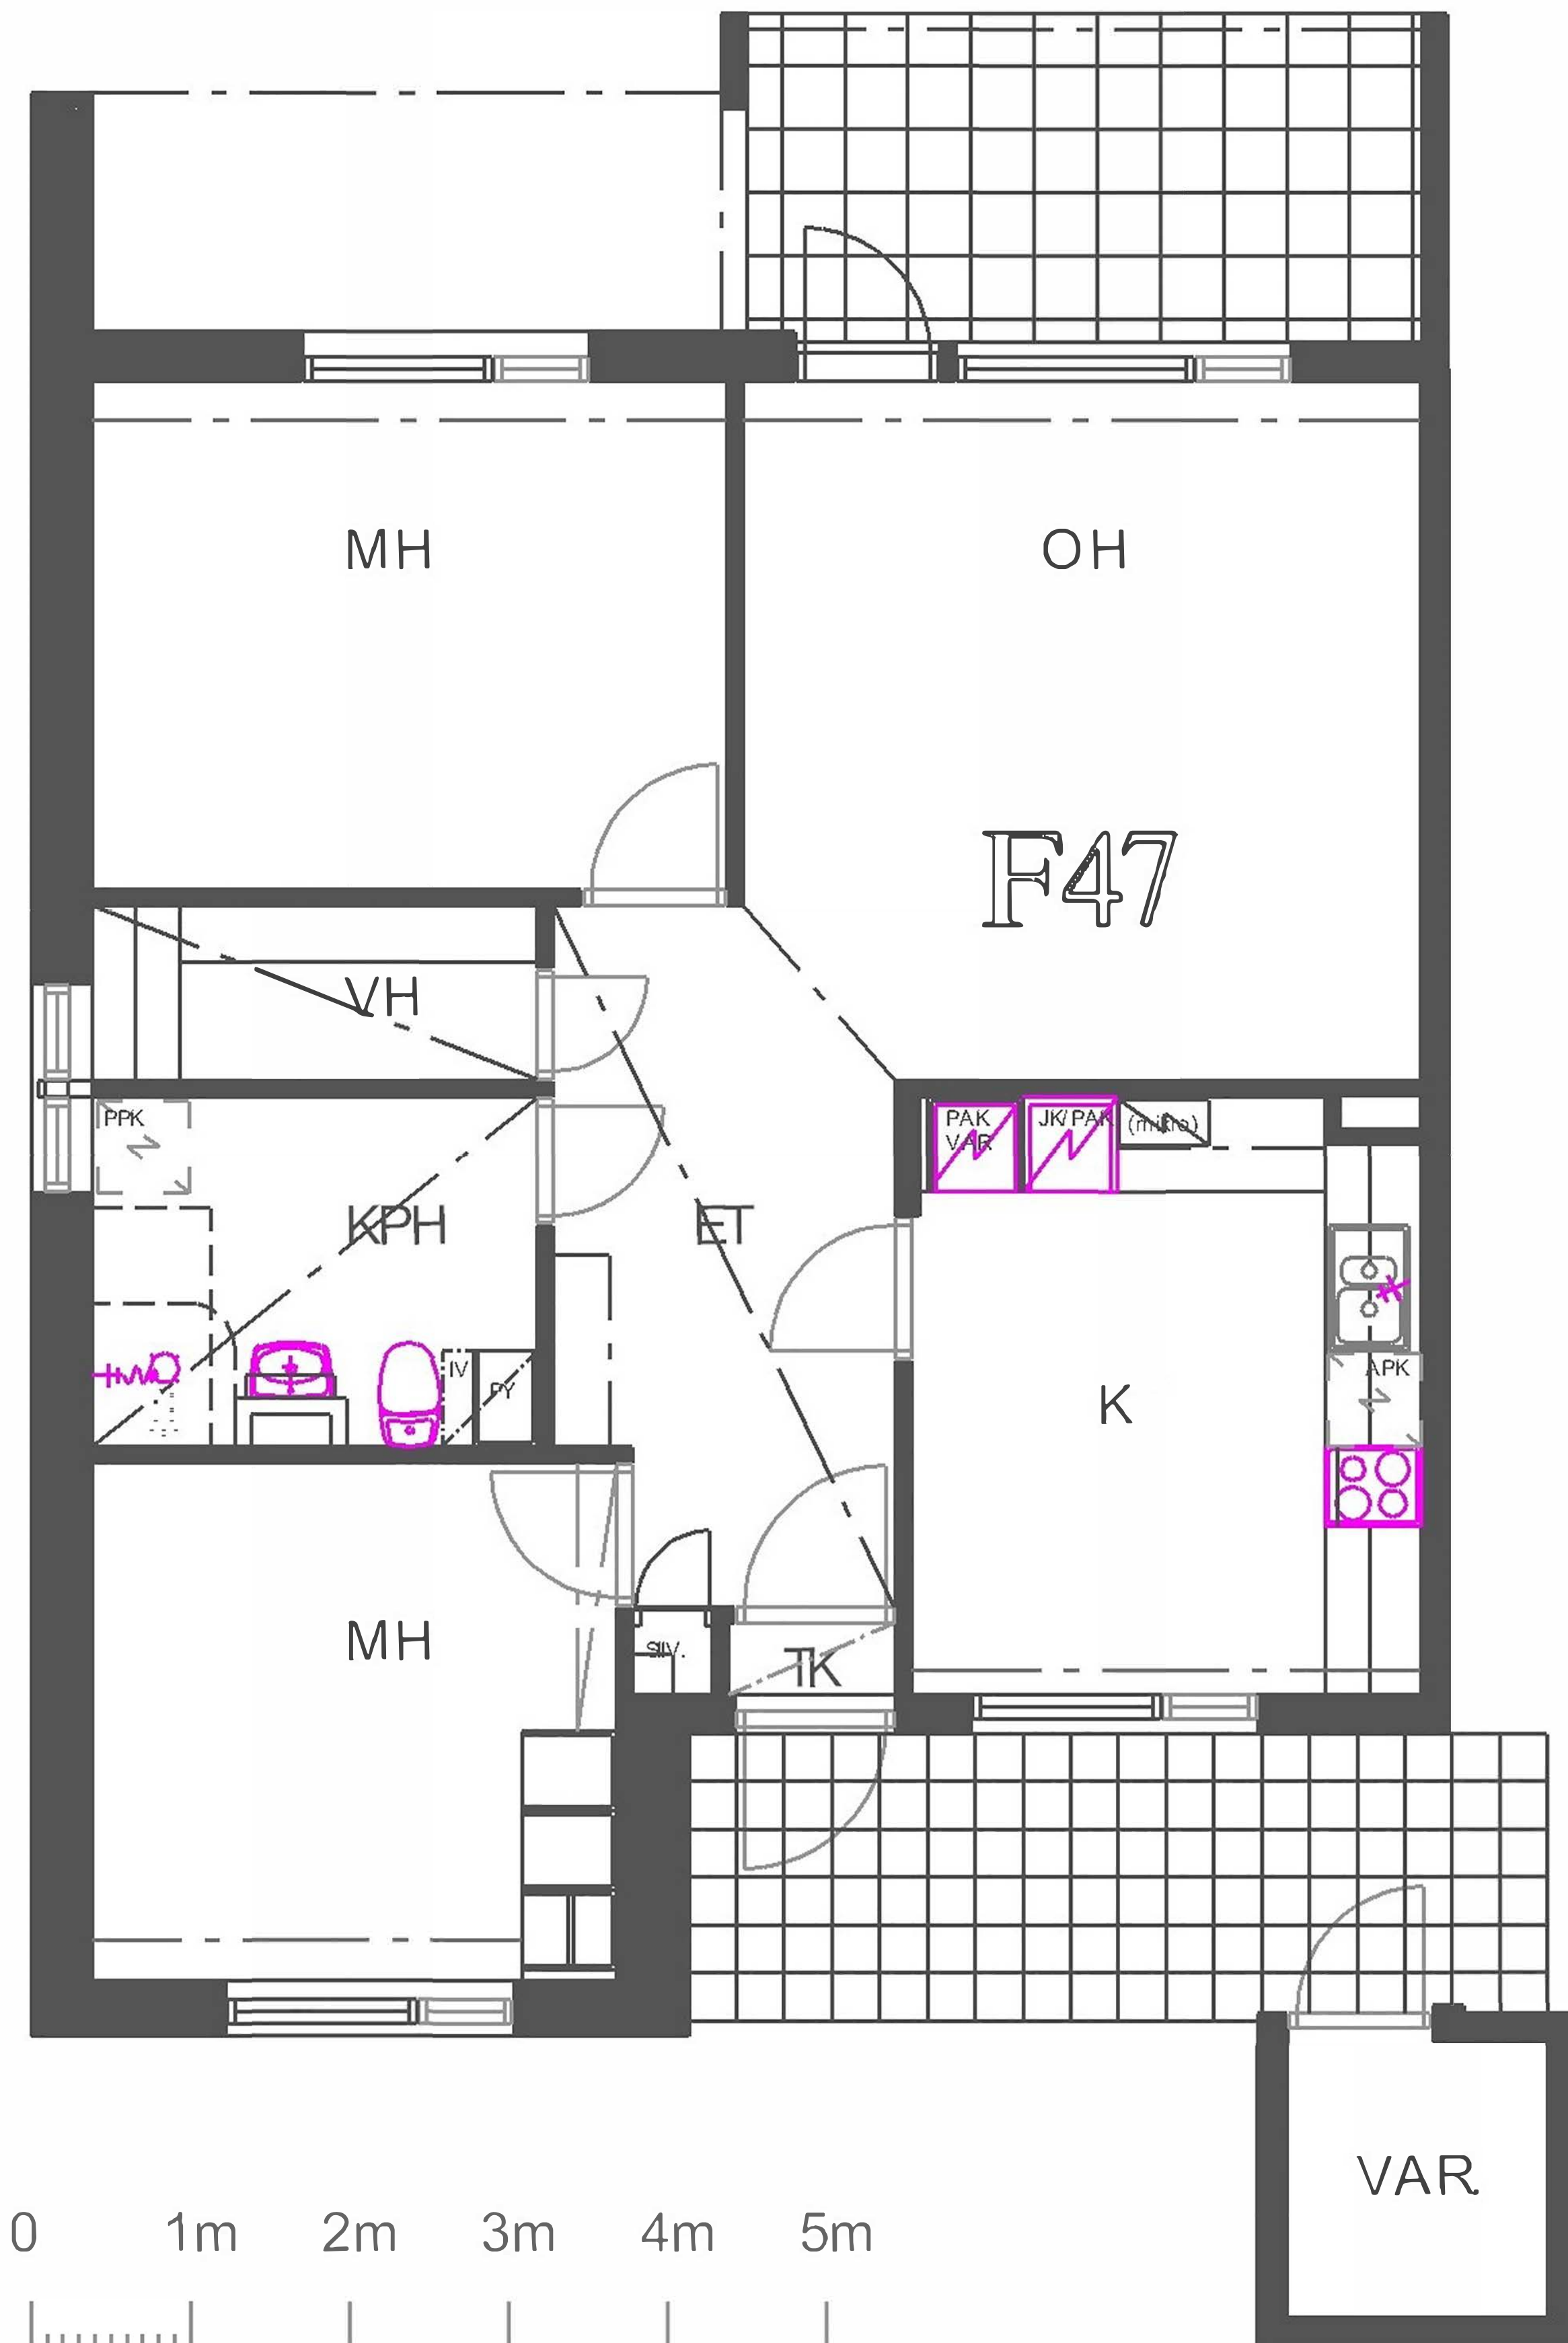 MH
OH
F47
VH
PPK
PAK
VAR
JK/PAK
(mikro)
KPH
ET
IV
PY
APK
K
MH
SIIV.
TK
VAR.
0 1m 2m 3m 4m 5m